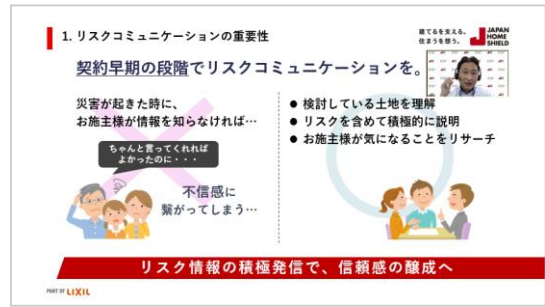 1. リスクコミュニケーションの重要性
建てるを支える。
住まうを想う。
JAPAN
HOME
SHIELD
契約早期の段階でリスクコミュニケーションを。
災害が起きた時に、
お施主様が情報を知らなければ…
ちゃんと言ってくれれば
よかったのに・・・
不信感に
繋がってしまう…
● 検討している土地を理解
● リスクを含めて積極的に説明
● お施主様が気になることをリサーチ
リスク情報の積極発信で、信頼感の醸成へ
PART OF LIXIL